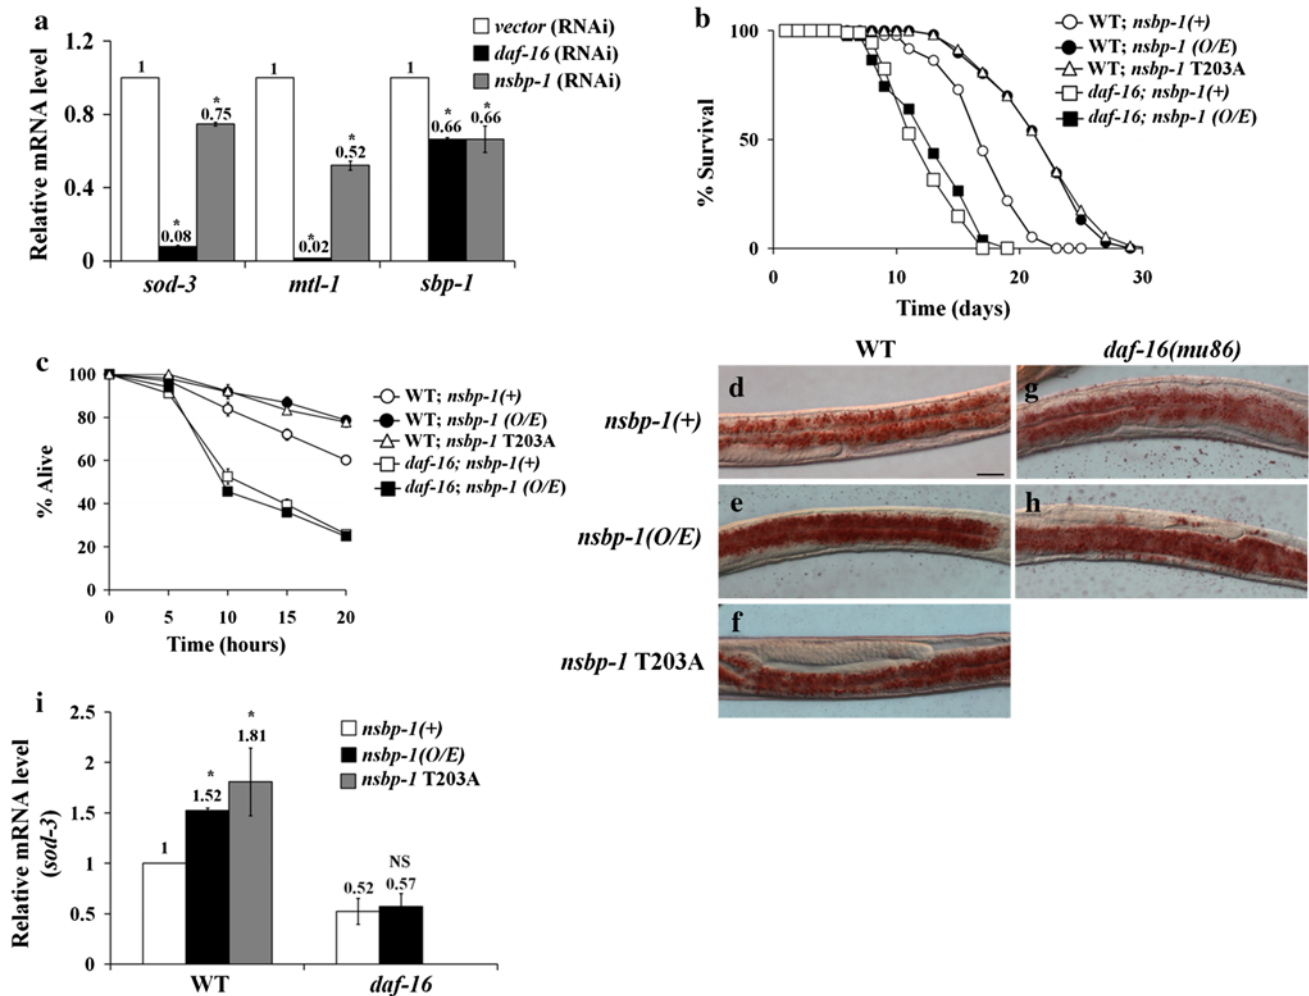 a
vector (RNAi)
daf-16 (RNAi)
nsbp-1 (RNAi)
Relative mRNA level
1.2
0.8
0.4
0
1
*
0.08
*
0.75
1
*
0.02
*
0.52
1
*
0.66
*
0.66
sod-3
mtl-1
sbp-1
b
WT; nsbp-1(+)
WT; nsbp-1 (O/E)
WT; nsbp-1 T203A
daf-16; nsbp-1(+)
daf-16; nsbp-1 (O/E)
% Survival
100
50
0
0 10 20 30
Time (days)
c
WT; nsbp-1(+)
WT; nsbp-1 (O/E)
WT; nsbp-1 T203A
daf-16; nsbp-1(+)
daf-16; nsbp-1 (O/E)
% Alive
100
80
60
40
20
0
0 5 10 15 20
Time (hours)
WT
daf-16(mu86)
nsbp-1(+)
d
g
nsbp-1(O/E)
e
h
nsbp-1 T203A
f
i
nsbp-1(+)
nsbp-1(O/E)
nsbp-1 T203A
Relative mRNA level
(sod-3)
2.5
2
1.5
1
0.5
0
1
*
1.52
*
1.81
0.52
NS
0.57
WT
daf-16